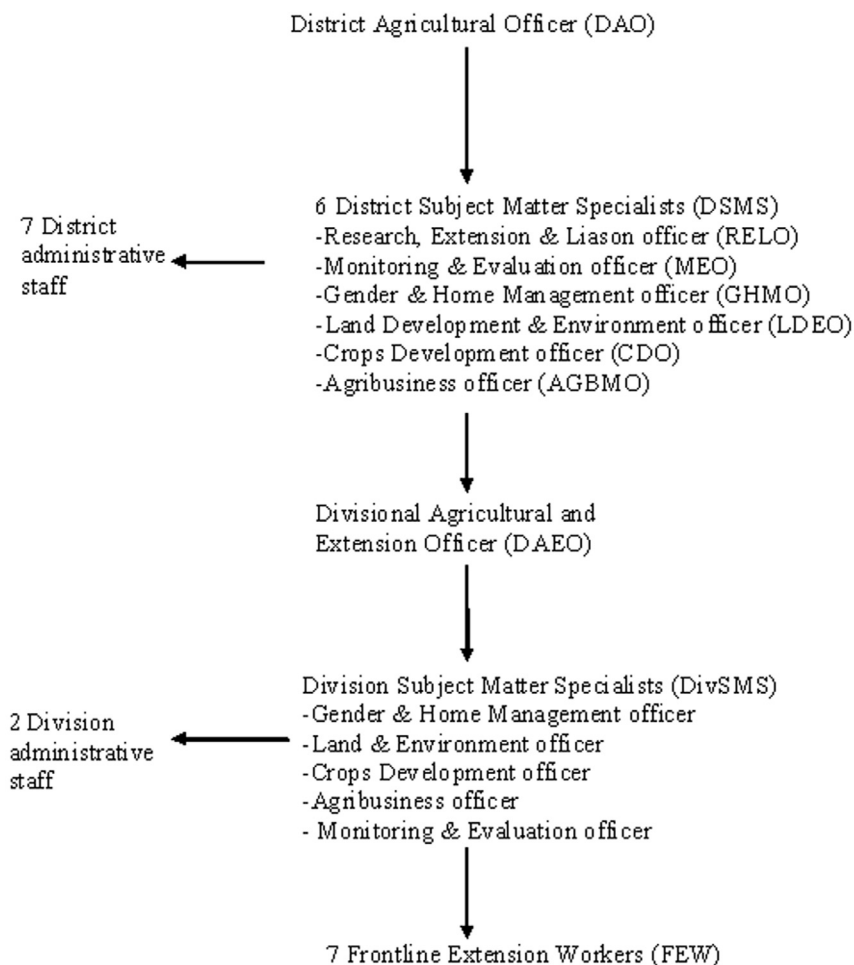 District Agricultural Officer (DAO)
6 District Subject Matter Specialists (DSMS)
-Research, Extension & Liason officer (RELO)
-Monitoring & Evaluation officer (MEO)
-Gender & Home Management officer (GHMO)
-Land Development & Environment officer (LDEO)
-Crops Development officer (CDO)
-Agribusiness officer (AGBMO)
7 District
administrative
staff
Divisional Agricultural and
Extension Officer (DAEO)
Division Subject Matter Specialists (DivSMS)
-Gender & Home Management officer
-Land & Environment officer
-Crops Development officer
-Agribusiness officer
- Monitoring & Evaluation officer
2 Division
administrative
staff
7 Frontline Extension Workers (FEW)